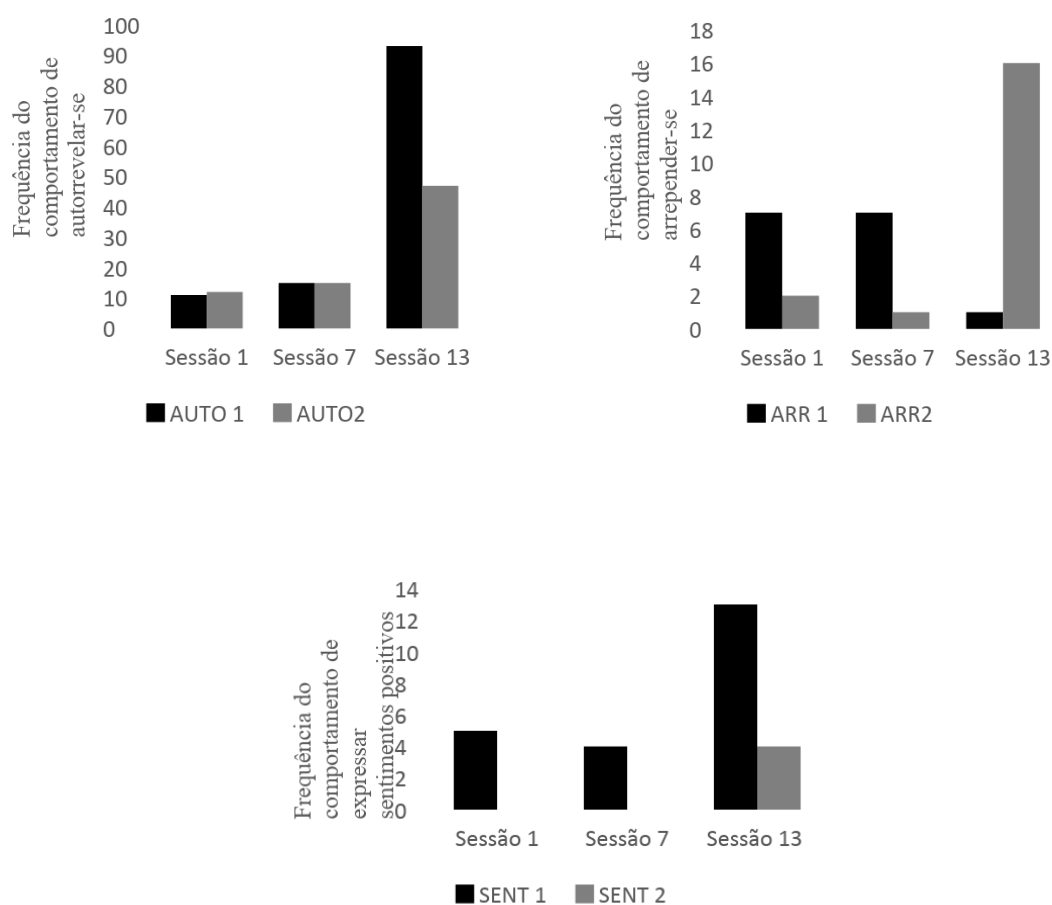 Frequência do
comportamento de
autorrevelar-se
100
90
80
70
60
50
40
30
20
10
0
Sessão 1 Sessão 7 Sessão 13
AUTO 1 AUTO2
Frequência do
comportamento de
arrepender-se
18
16
14
12
10
8
6
4
2
0
Sessão 1 Sessão 7 Sessão 13
ARR 1 ARR2
Frequência do
comportamento de
expressar
sentimentos positivos
14
12
10
8
6
4
2
0
Sessão 1 Sessão 7 Sessão 13
SENT 1 SENT 2